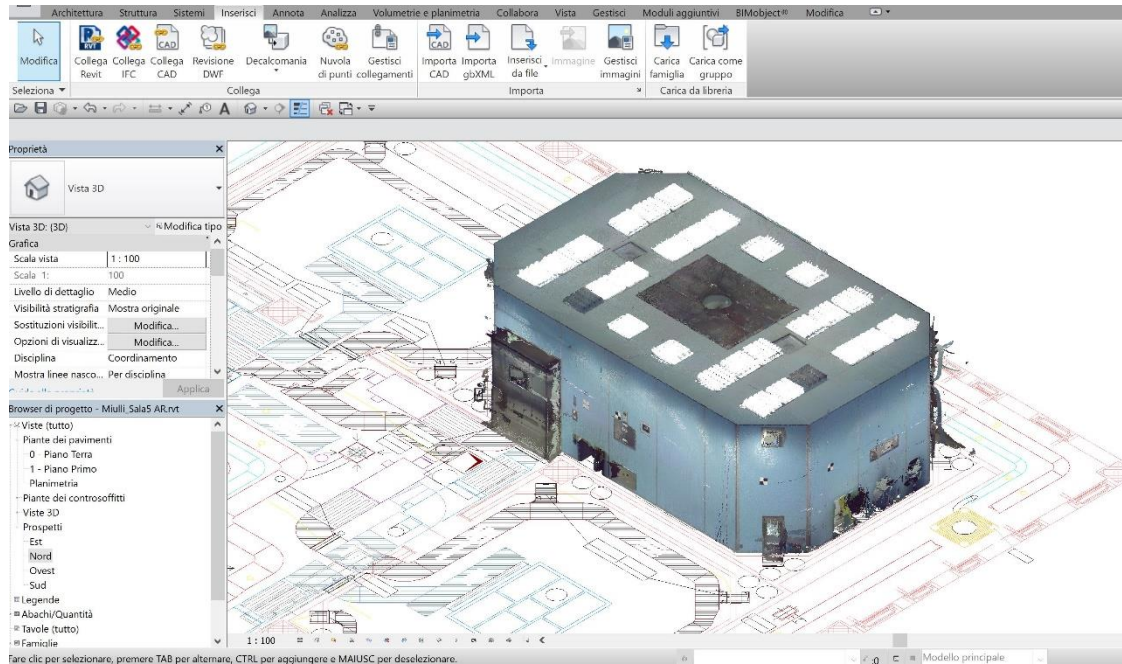 Architettura Struttura Sistemi Inserisci Annota Analizza Volumetrie e planimetria Collabora Vista Gestisci Moduli aggiuntivi BIMobject® Modifica
Modifica
Collega Revit
Collega IFC
Collega CAD
Revisione DWF
Decalcomania
Nuvola di punti
Gestisci collegamenti
Importa CAD
Importa gbXML
Inserisci da file
Immagine
Gestisci immagini
Carica famiglia
Carica come gruppo
Seleziona
Collega
Importa
Carica da libreria
Proprietà
Vista 3D
Vista 3D: (3D) Modifica tipo
Grafica
Scala vista 1 : 100
Scala 1: 100
Livello di dettaglio Medio
Visibilità stratigrafia Mostra originale
Sostituzioni visibilit... Modifica...
Opzioni di visualizz... Modifica...
Disciplina Coordinamento
Mostra linee nasco... Per disciplina
Applica
Browser di progetto - Miulli_Sala5 AR.rvt
Viste (tutto)
Piante dei pavimenti
0 - Piano Terra
1 - Piano Primo
Planimetria
Piante dei controsoffitti
Viste 3D
Prospetti
Est
Nord
Ovest
Sud
Legende
Abachi/Quantità
Tavole (tutto)
Famiglie
1 : 100
Fare clic per selezionare, premere TAB per alternare, CTRL per aggiungere e MAIUSC per deselezionare.
:0
Modello principale